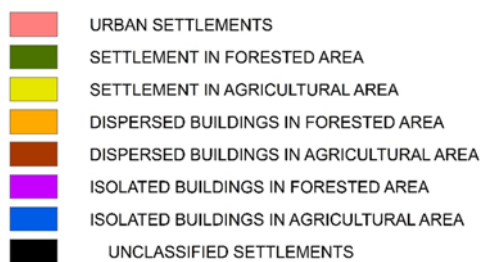 URBAN SETTLEMENTS
SETTLEMENT IN FORESTED AREA
SETTLEMENT IN AGRICULTURAL AREA
DISPERSED BUILDINGS IN FORESTED AREA
DISPERSED BUILDINGS IN AGRICULTURAL AREA
ISOLATED BUILDINGS IN FORESTED AREA
ISOLATED BUILDINGS IN AGRICULTURAL AREA
UNCLASSIFIED SETTLEMENTS